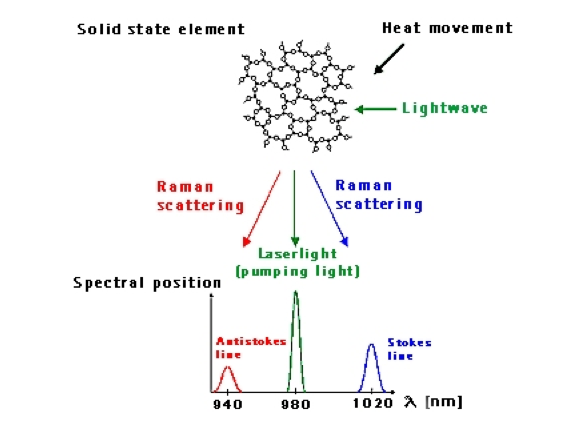 Solid state element
Heat movement
Lightwave
Raman
scattering
Raman
scattering
Laserlight
(pumping light)
Spectral position
Antistokes
line
Stokes
line
940
980
1020
λ [nm]